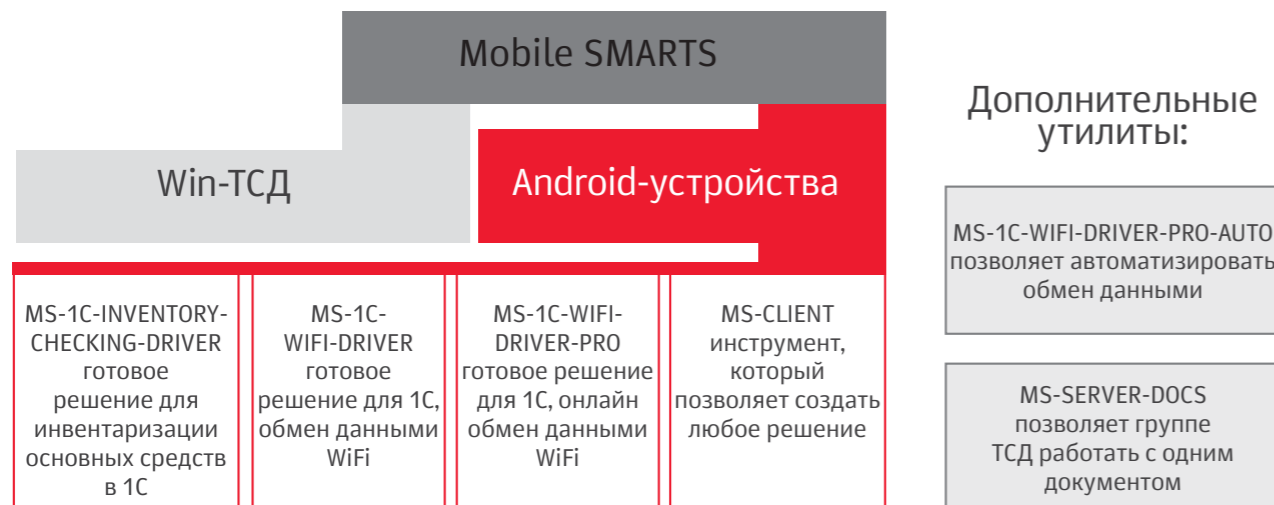 Mobile SMARTS
Win-ТСД
Android-устройства
MS-1C-INVENTORY-
CHECKING-DRIVER
готовое
решение для
инвентаризации
основных средств
в 1С
MS-1C-
WIFI-DRIVER
готовое
решение для 1С,
обмен данными
WiFi
MS-1C-WIFI-
DRIVER-PRO
готовое решение
для 1С, онлайн
обмен данными
WiFi
MS-CLIENT
инструмент,
который
позволяет создать
любое решение
Дополнительные
утилиты:
MS-1C-WIFI-DRIVER-PRO-AUTO
позволяет автоматизировать
обмен данными
MS-SERVER-DOCS
позволяет группе
ТСД работать с одним
документом